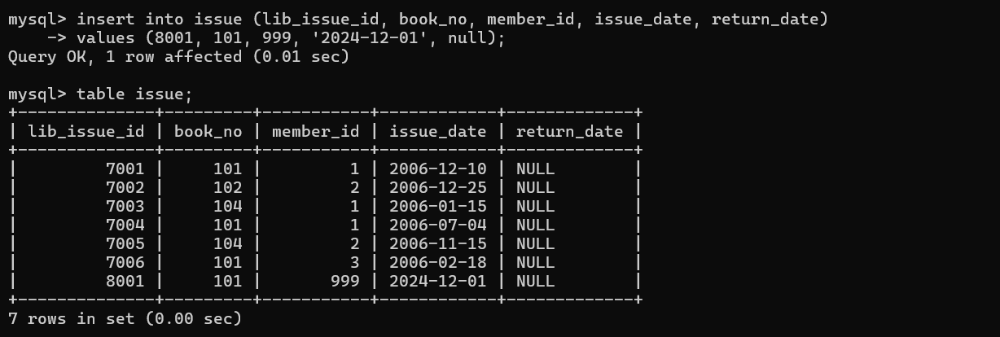 mysql> insert into issue (lib_issue_id, book_no, member_id, issue_date, return_date)
    -> values (8001, 101, 999, '2024-12-01', null);
Query OK, 1 row affected (0.01 sec)

mysql> table issue;
+--------------+---------+-----------+------------+-------------+
| lib_issue_id | book_no | member_id | issue_date | return_date |
+--------------+---------+-----------+------------+-------------+
|         7001 |     101 |         1 | 2006-12-10 | NULL        |
|         7002 |     102 |         2 | 2006-12-25 | NULL        |
|         7003 |     104 |         1 | 2006-01-15 | NULL        |
|         7004 |     101 |         1 | 2006-07-04 | NULL        |
|         7005 |     104 |         2 | 2006-11-15 | NULL        |
|         7006 |     101 |         3 | 2006-02-18 | NULL        |
|         8001 |     101 |       999 | 2024-12-01 | NULL        |
+--------------+---------+-----------+------------+-------------+
7 rows in set (0.00 sec)